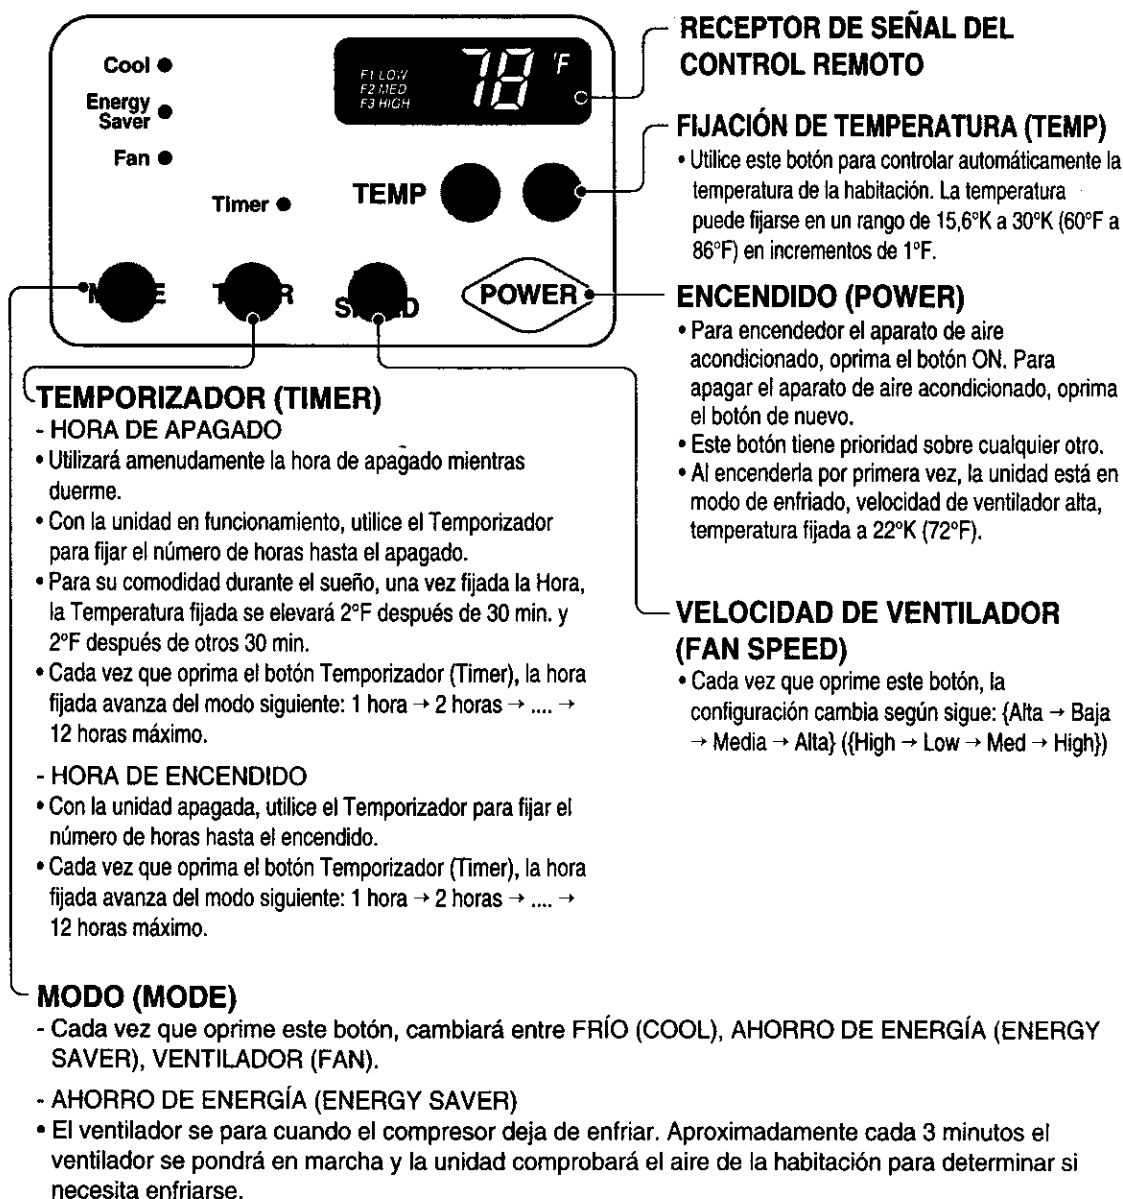 Cool
Energy
Saver
Fan
Timer
F1 LOW
F2 MED
F3 HIGH
78 °F
TEMP
POWER
RECEPTOR DE SEÑAL DEL
CONTROL REMOTO
FIJACIÓN DE TEMPERATURA (TEMP)
• Utilice este botón para controlar automáticamente la
temperatura de la habitación. La temperatura
puede fijarse en un rango de 15,6°K a 30°K (60°F a
86°F) en incrementos de 1°F.
ENCENDIDO (POWER)
• Para encendedor el aparato de aire
acondicionado, oprima el botón ON. Para
apagar el aparato de aire acondicionado, oprima
el botón de nuevo.
• Este botón tiene prioridad sobre cualquier otro.
• Al encenderla por primera vez, la unidad está en
modo de enfriado, velocidad de ventilador alta,
temperatura fijada a 22°K (72°F).
VELOCIDAD DE VENTILADOR
(FAN SPEED)
• Cada vez que oprime este botón, la
configuración cambia según sigue: {Alta → Baja
→ Media → Alta} ({High → Low → Med → High})
TEMPORIZADOR (TIMER)
- HORA DE APAGADO
• Utilizará amenudamente la hora de apagado mientras
duerme.
• Con la unidad en funcionamiento, utilice el Temporizador
para fijar el número de horas hasta el apagado.
• Para su comodidad durante el sueño, una vez fijada la Hora,
la Temperatura fijada se elevará 2°F después de 30 min. y
2°F después de otros 30 min.
• Cada vez que oprima el botón Temporizador (Timer), la hora
fijada avanza del modo siguiente: 1 hora → 2 horas → .... →
12 horas máximo.
- HORA DE ENCENDIDO
• Con la unidad apagada, utilice el Temporizador para fijar el
número de horas hasta el encendido.
• Cada vez que oprima el botón Temporizador (Timer), la hora
fijada avanza del modo siguiente: 1 hora → 2 horas → .... →
12 horas máximo.
MODO (MODE)
- Cada vez que oprime este botón, cambiará entre FRÍO (COOL), AHORRO DE ENERGÍA (ENERGY
SAVER), VENTILADOR (FAN).
- AHORRO DE ENERGÍA (ENERGY SAVER)
• El ventilador se para cuando el compresor deja de enfriar. Aproximadamente cada 3 minutos el
ventilador se pondrá en marcha y la unidad comprobará el aire de la habitación para determinar si
necesita enfriarse.